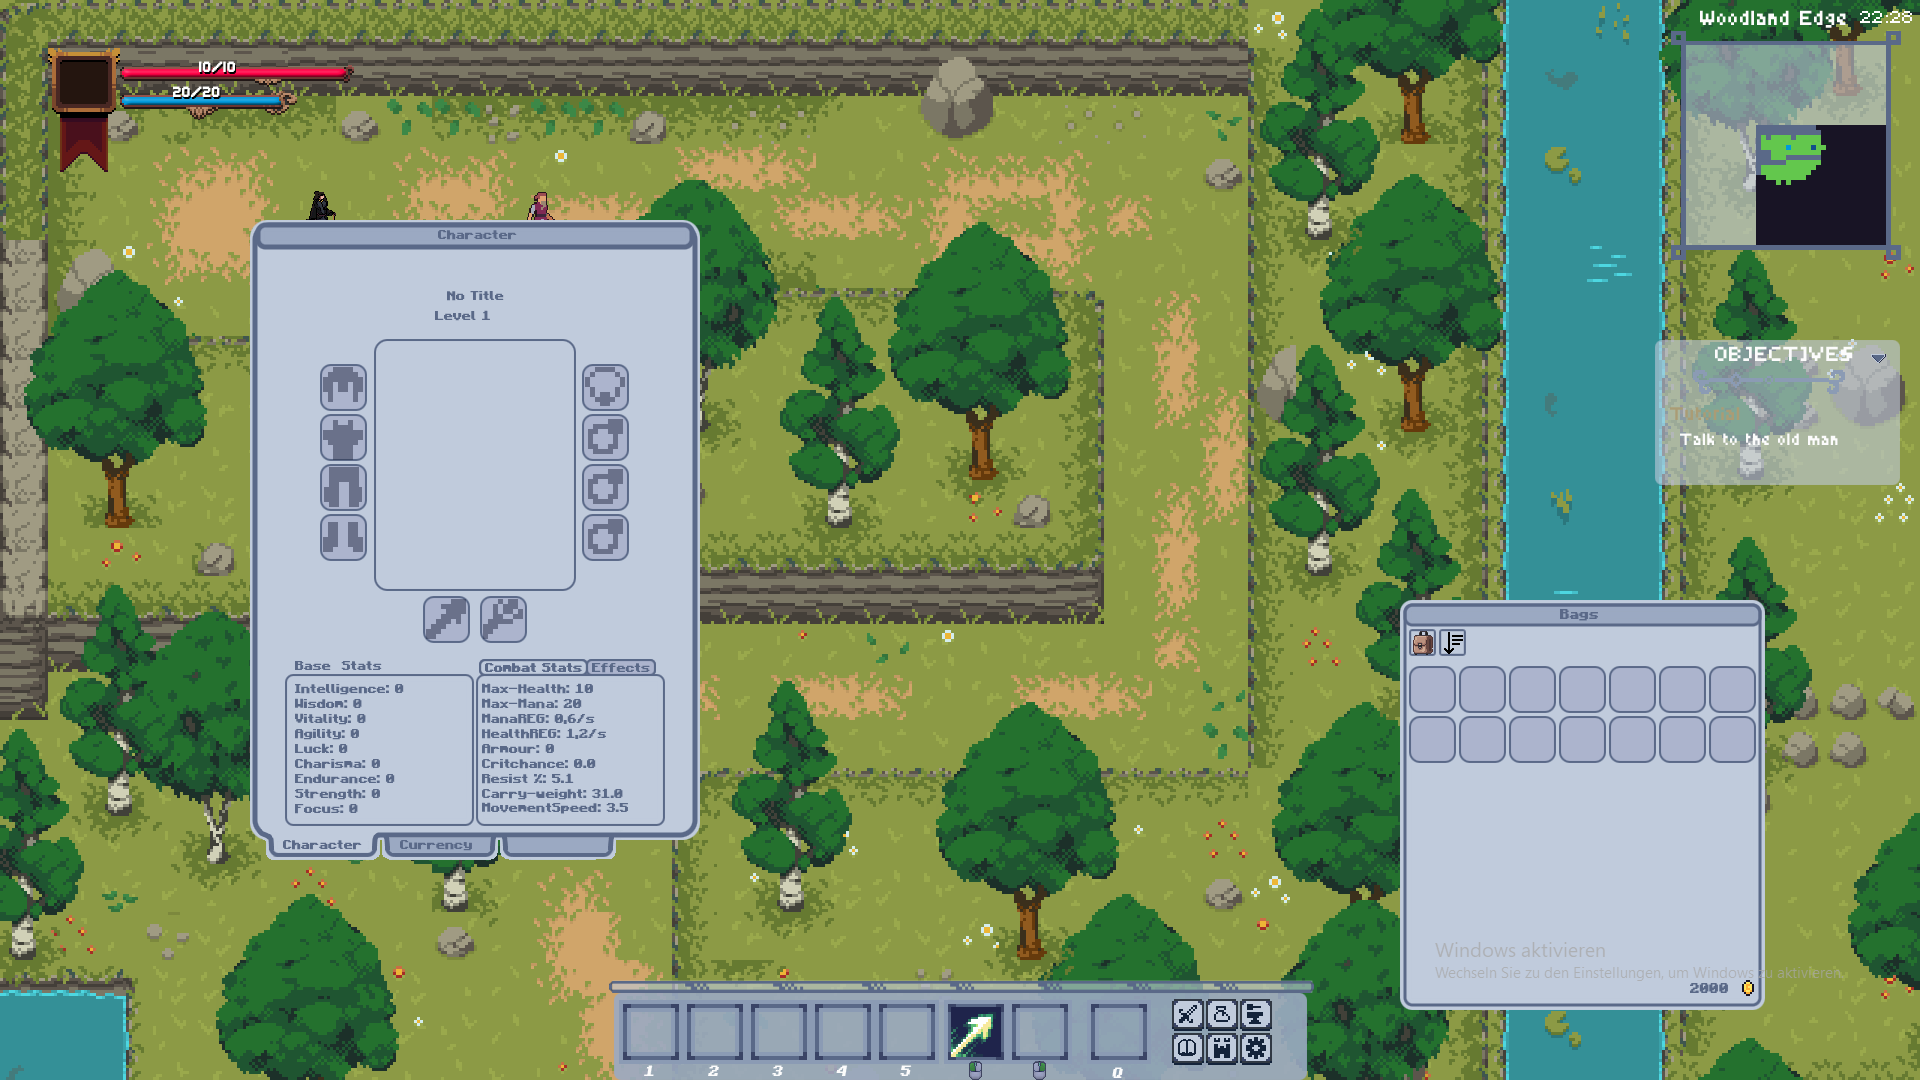 Woodland Edge 22:28
10/10
20/20
Character
No Title
Level 1
OBJECTIVES
Tutorial
Talk to the old man
Bags
Base Stats
Combat Stats
Effects
Intelligence: 0
Wisdom: 0
Vitality: 0
Agility: 0
Luck: 0
Charisma: 0
Endurance: 0
Strength: 0
Focus: 0
Max-Health: 10
Max-Mana: 20
ManaREG: 0,6/s
HealthREG: 1,2/s
Armour: 0
Critchance: 0.0
Resist %: 5.1
Carry-weight: 31.0
MovementSpeed: 3.5
Character
Currency
Windows aktivieren
Wechseln Sie zu den Einstellungen, um Windows zu aktivieren.
2000
1
2
3
4
5
Q